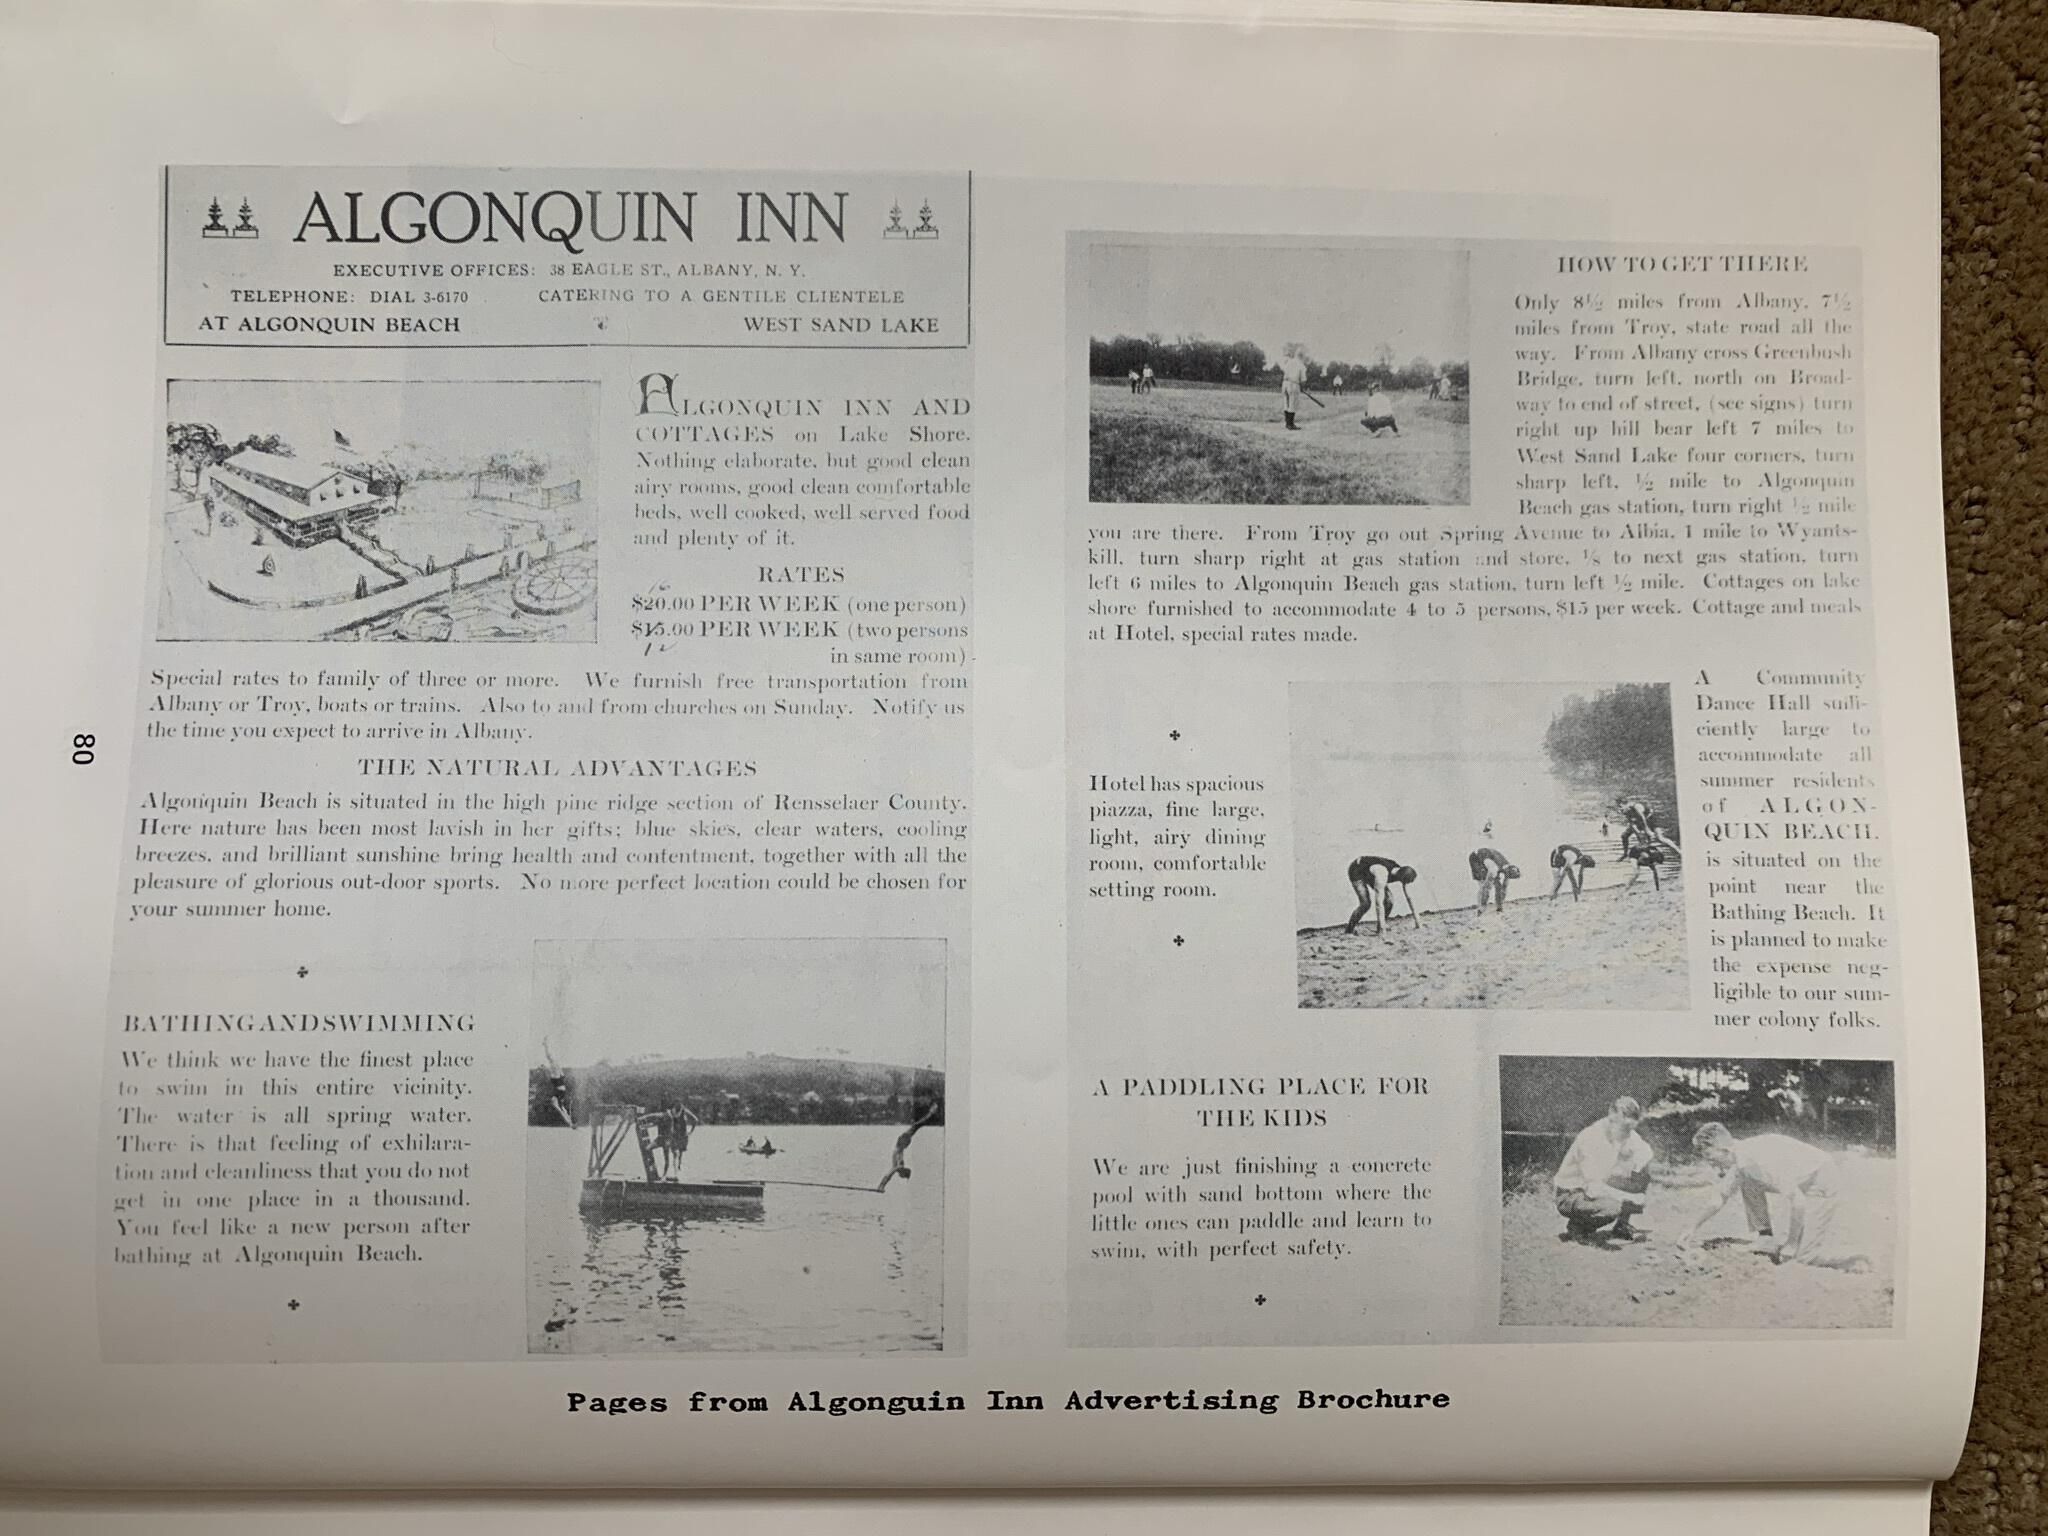 ALGONQUIN INN
EXECUTIVE OFFICES: 38 EAGLE ST., ALBANY, N. Y.
TELEPHONE: DIAL 3-6170 CATERING TO A GENTILE CLIENTELE
AT ALGONQUIN BEACH WEST SAND LAKE
ALGONQUIN INN AND
COTTAGES on Lake Shore.
Nothing elaborate, but good clean
airy rooms, good clean comfortable
beds, well cooked, well served food
and plenty of it.
RATES
16
$20.00 PER WEEK (one person)
$15.00 PER WEEK (two persons
12
in same room)
Special rates to family of three or more. We furnish free transportation from
Albany or Troy, boats or trains. Also to and from churches on Sunday. Notify us
the time you expect to arrive in Albany.
THE NATURAL ADVANTAGES
Algonquin Beach is situated in the high pine ridge section of Rensselaer County.
Here nature has been most lavish in her gifts; blue skies, clear waters, cooling
breezes, and brilliant sunshine bring health and contentment, together with all the
pleasure of glorious out-door sports. No more perfect location could be chosen for
your summer home.
BATHING AND SWIMMING
We think we have the finest place
to swim in this entire vicinity.
The water is all spring water.
There is that feeling of exhilara-
tion and cleanliness that you do not
get in one place in a thousand.
You feel like a new person after
bathing at Algonquin Beach.
HOW TO GET THERE
Only 8½ miles from Albany, 7½
miles from Troy, state road all the
way. From Albany cross Greenbush
Bridge, turn left, north on Broad-
way to end of street, (see signs) turn
right up hill bear left 7 miles to
West Sand Lake four corners, turn
sharp left, ½ mile to Algonquin
Beach gas station, turn right ½ mile
you are there. From Troy go out Spring Avenue to Albia, 1 mile to Wyants-
kill, turn sharp right at gas station and store, ⅛ to next gas station, turn
left 6 miles to Algonquin Beach gas station, turn left ½ mile. Cottages on lake
shore furnished to accommodate 4 to 5 persons, $15 per week. Cottage and meals
at Hotel, special rates made.
Hotel has spacious
piazza, fine large,
light, airy dining
room, comfortable
setting room.
A Community
Dance Hall suffi-
ciently large to
accommodate all
summer residents
of ALGON-
QUIN BEACH,
is situated on the
point near the
Bathing Beach. It
is planned to make
the expense neg-
ligible to our sum-
mer colony folks.
A PADDLING PLACE FOR
THE KIDS
We are just finishing a concrete
pool with sand bottom where the
little ones can paddle and learn to
swim, with perfect safety.
Pages from Algonguin Inn Advertising Brochure
80